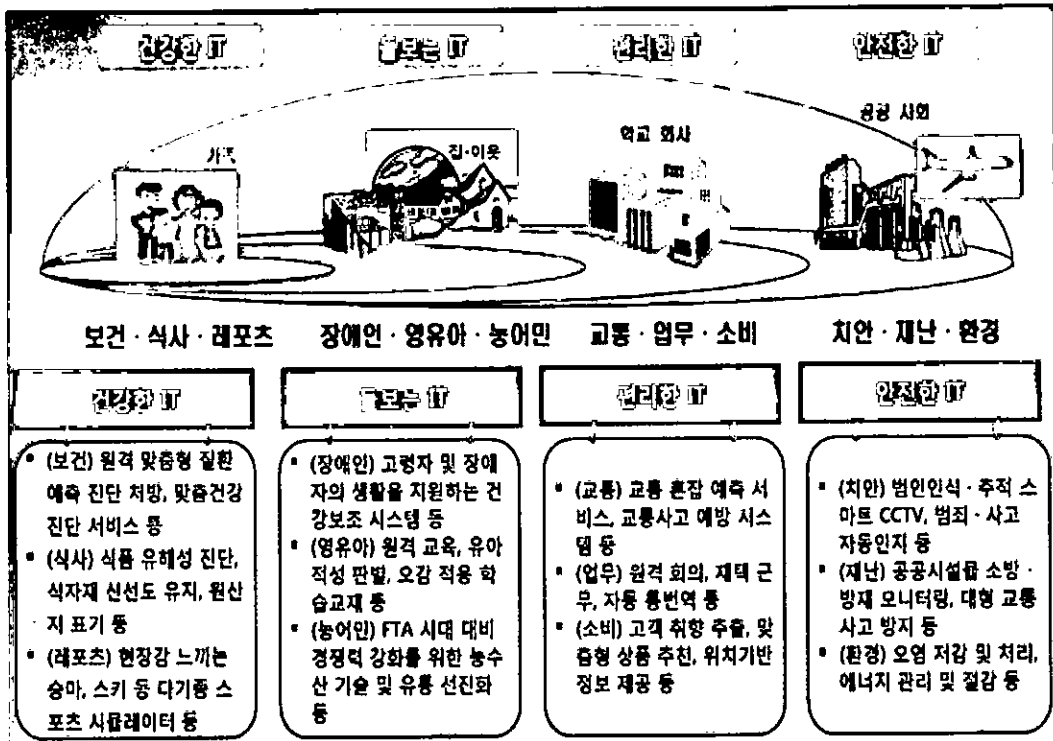 건강한 IT
돌보는 IT
편리한 IT
안전한 IT
공공 사회
학교 회사
집·이웃
가족
보건 · 식사 · 레포츠
장애인 · 영유아 · 농어민
교통 · 업무 · 소비
치안 · 재난 · 환경
건강한 IT
▪ (보건) 원격 맞춤형 질환
예측 진단 처방, 맞춤건강
진단 서비스 등
▪ (식사) 식품 유해성 진단,
식자재 신선도 유지, 원산
지 표기 등
▪ (레포츠) 현장감 느끼는
승마, 스키 등 다기종 스
포츠 시뮬레이터 등
돌보는 IT
▪ (장애인) 고령자 및 장애
자의 생활을 지원하는 건
강보조 시스템 등
▪ (영유아) 원격 교육, 유아
적성 판별, 오감 적용 학
습교재 등
▪ (농어민) FTA 시대 대비
경쟁력 강화를 위한 농수
산 기술 및 유통 선진화
등
편리한 IT
▪ (교통) 교통 혼잡 예측 서
비스, 교통사고 예방 시스
템 등
▪ (업무) 원격 회의, 재택 근
무, 자동 통번역 등
▪ (소비) 고객 취향 추출, 맞
춤형 상품 추천, 위치기반
정보 제공 등
안전한 IT
▪ (치안) 범인인식 · 추적 스
마트 CCTV, 범죄 · 사고
자동인지 등
▪ (재난) 공공시설급 소방 ·
방재 모니터링, 대형 교통
사고 방지 등
▪ (환경) 오염 저감 및 처리,
에너지 관리 및 절감 등